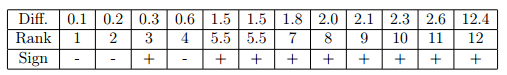 Diff. 0.1 0.2 0.3 0.6 1.5 1.5 1.8 2.0 2.1 2.3 2.6 12.4
Rank 1 2 3 4 5.5 5.5 7 8 9 10 11 12
Sign - - + - + + + + + + + +